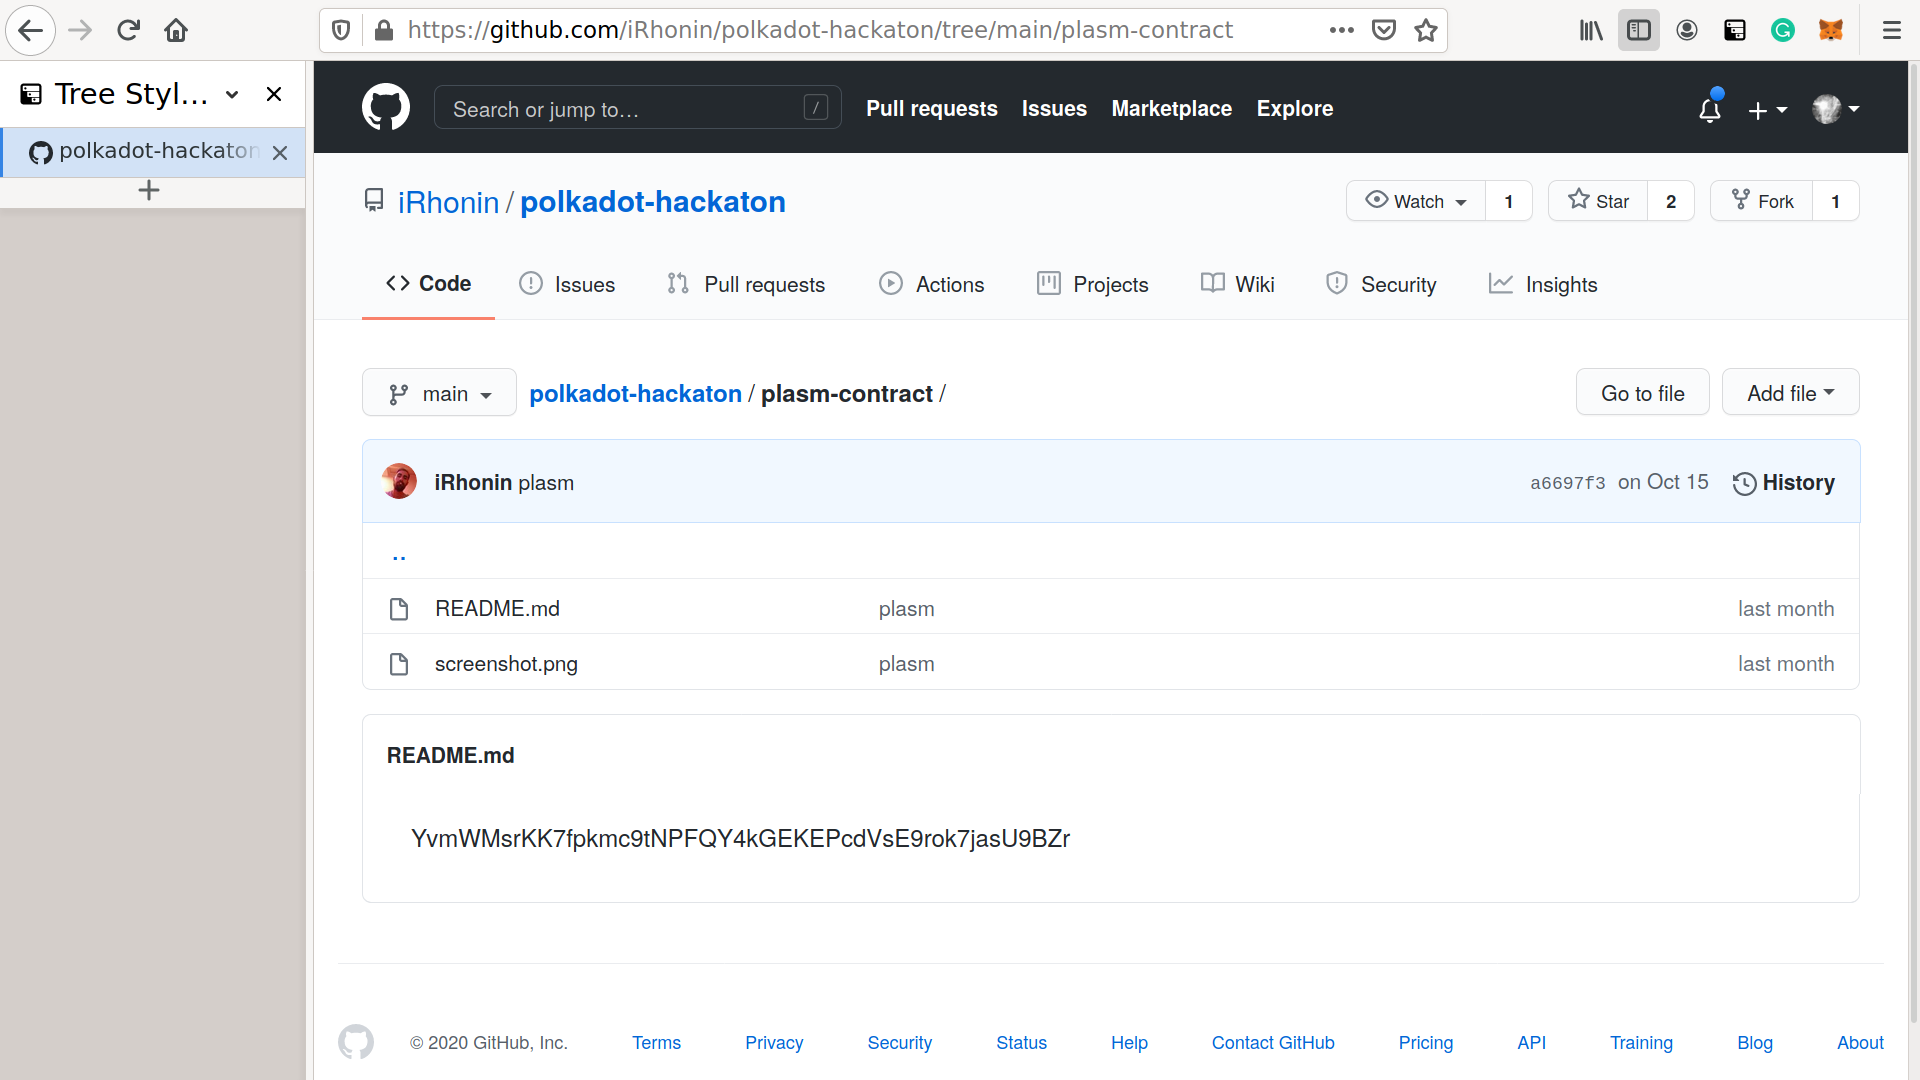 https://github.com/iRhonin/polkadot-hackaton/tree/main/plasm-contract
Tree Styl...
polkadot-hackaton
Search or jump to... /
Pull requests Issues Marketplace Explore
iRhonin / polkadot-hackaton
Watch 1 Star 2 Fork 1
Code Issues Pull requests Actions Projects Wiki Security Insights
main polkadot-hackaton / plasm-contract /
Go to file Add file
iRhonin plasm a6697f3 on Oct 15 History
..
README.md plasm last month
screenshot.png plasm last month
README.md
YvmWMsrKK7fpkmc9tNPFQY4kGEKEPcdVsE9rok7jasU9BZr
© 2020 GitHub, Inc. Terms Privacy Security Status Help Contact GitHub Pricing API Training Blog About